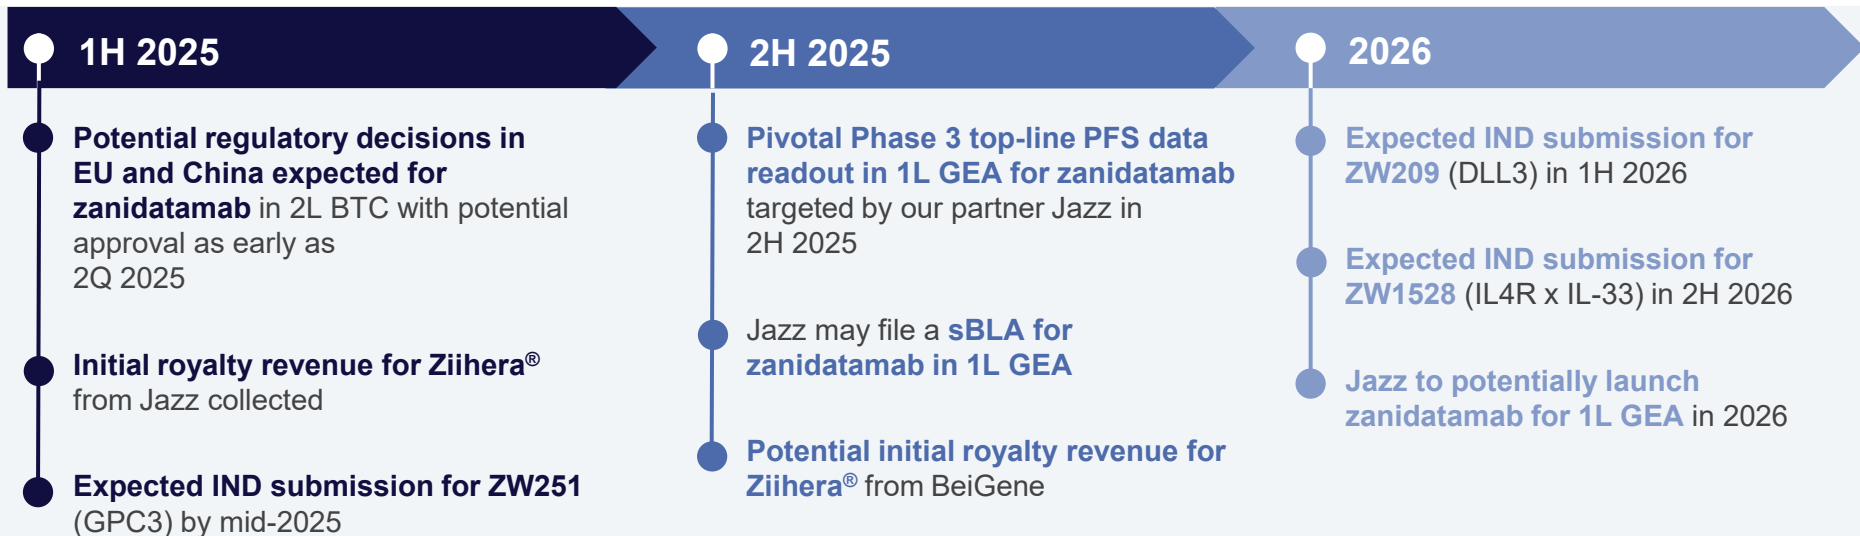 1H 2025
Potential regulatory decisions in
EU and China expected for
zanidatamab in 2L BTC with potential
approval as early as
2Q 2025
Initial royalty revenue for Ziihera®
from Jazz collected
Expected IND submission for ZW251
(GPC3) by mid-2025
2H 2025
Pivotal Phase 3 top-line PFS data
readout in 1L GEA for zanidatamab
targeted by our partner Jazz in
2H 2025
Jazz may file a sBLA for
zanidatamab in 1L GEA
Potential initial royalty revenue for
Ziihera® from BeiGene
2026
Expected IND submission for
ZW209 (DLL3) in 1H 2026
Expected IND submission for
ZW1528 (IL4R x IL-33) in 2H 2026
Jazz to potentially launch
zanidatamab for 1L GEA in 2026